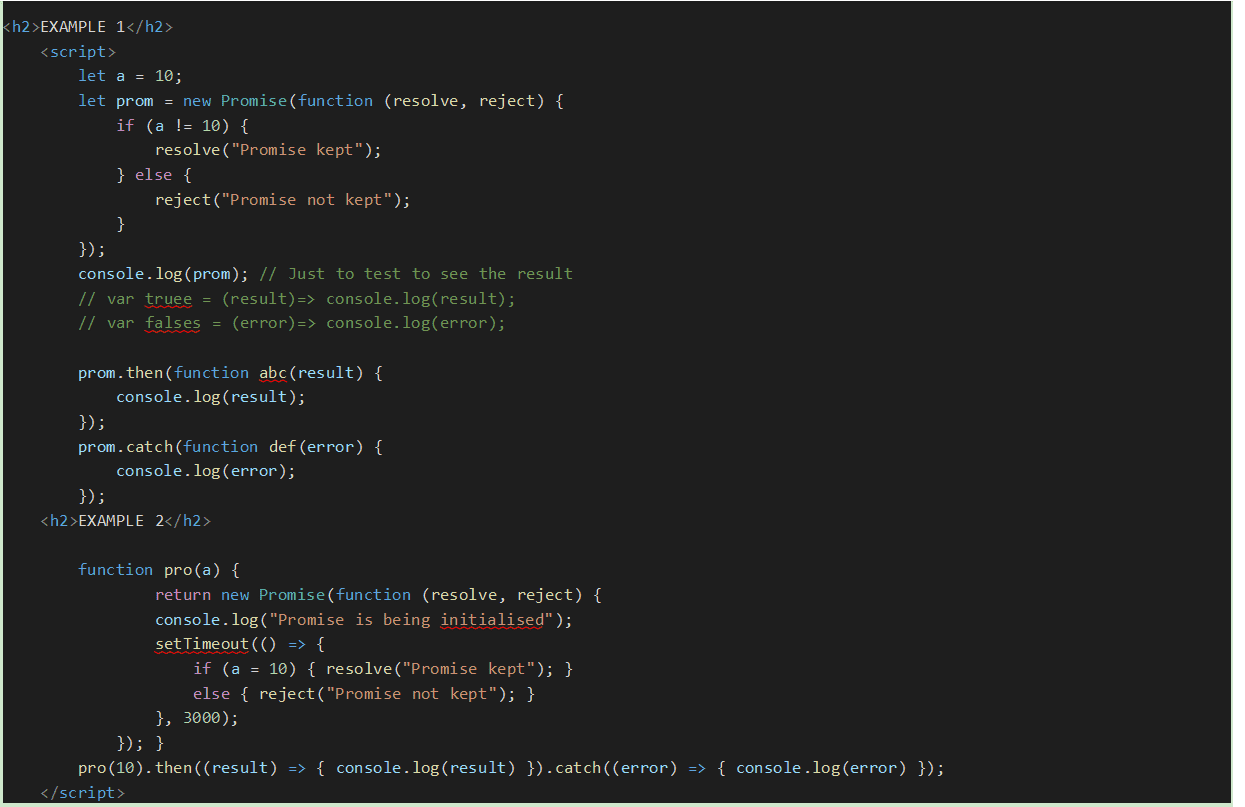 <h2>EXAMPLE 1</h2>
    <script>
        let a = 10;
        let prom = new Promise(function (resolve, reject) {
            if (a != 10) {
                resolve("Promise kept");
            } else {
                reject("Promise not kept");
            }
        });
        console.log(prom); // Just to test to see the result
        // var truee = (result)=> console.log(result);
        // var falses = (error)=> console.log(error);

        prom.then(function abc(result) {
            console.log(result);
        });
        prom.catch(function def(error) {
            console.log(error);
        });
    <h2>EXAMPLE 2</h2>

        function pro(a) {
                return new Promise(function (resolve, reject) {
                console.log("Promise is being initialised");
                setTimeout(() => {
                    if (a = 10) { resolve("Promise kept"); }
                    else { reject("Promise not kept"); }
                }, 3000);
            }); }
        pro(10).then((result) => { console.log(result) }).catch((error) => { console.log(error) });
    </script>